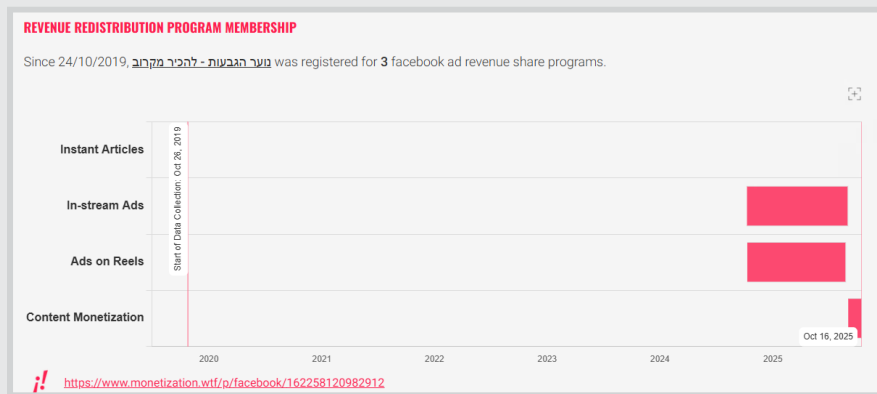 REVENUE REDISTRIBUTION PROGRAM MEMBERSHIP
Since 24/10/2019, נוער הגבעות - להכיר מקרוב was registered for 3 facebook ad revenue share programs.
Start of Data Collection: Oct 26, 2019
Instant Articles
In-stream Ads
Ads on Reels
Content Monetization
Oct 16, 2025
2020 2021 2022 2023 2024 2025
¡! https://www.monetization.wtf/p/facebook/162258120982912